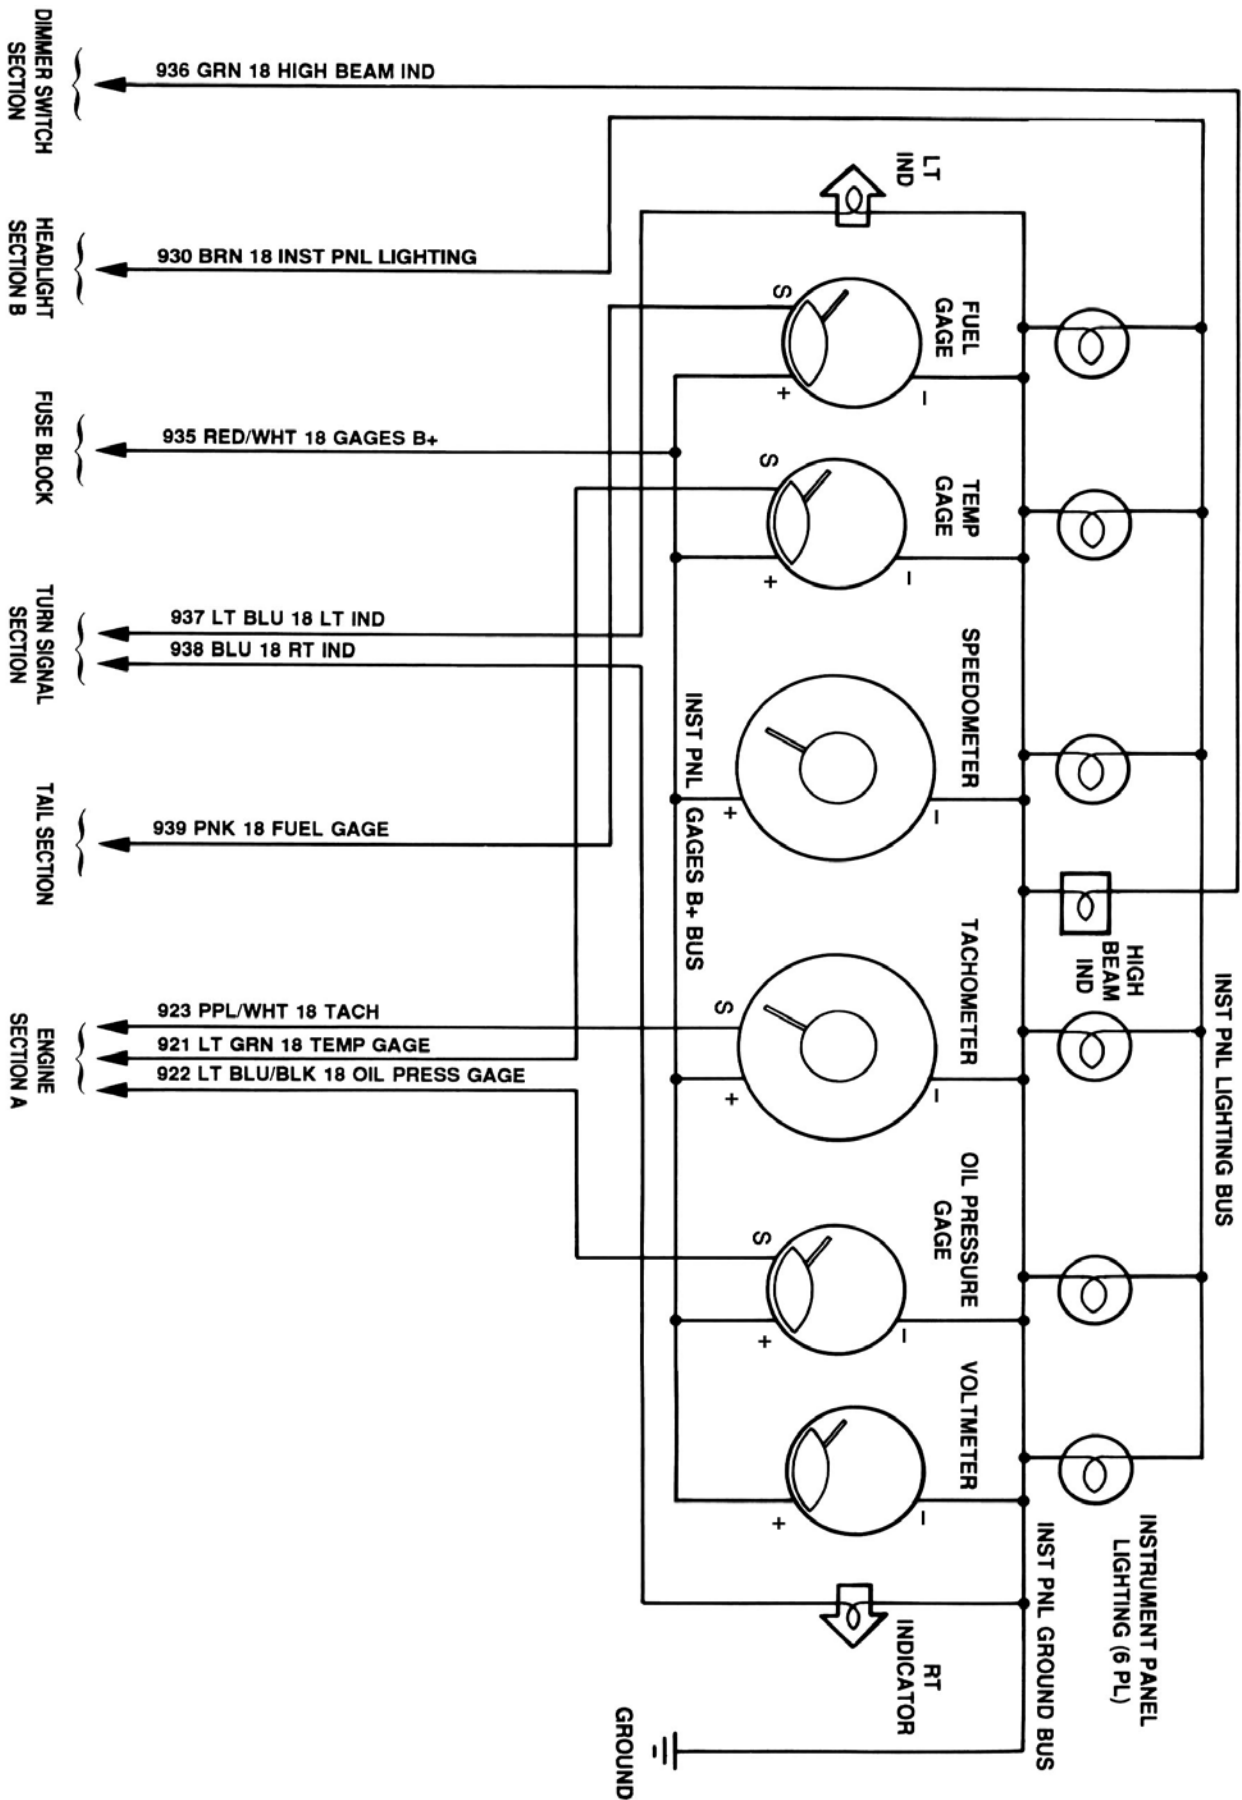 DIMMER SWITCH
SECTION
936 GRN 18 HIGH BEAM IND
HEADLIGHT
SECTION B
930 BRN 18 INST PNL LIGHTING
FUSE BLOCK
935 RED/WHT 18 GAGES B+
TURN SIGNAL
SECTION
937 LT BLU 18 LT IND
938 BLU 18 RT IND
TAIL SECTION
939 PNK 18 FUEL GAGE
ENGINE
SECTION A
923 PPL/WHT 18 TACH
921 LT GRN 18 TEMP GAGE
922 LT BLU/BLK 18 OIL PRESS GAGE
LT
IND
FUEL
GAGE
S
+
−
TEMP
GAGE
S
+
−
SPEEDOMETER
+
−
INST PNL GAGES B+ BUS
HIGH
BEAM
IND
TACHOMETER
S
+
−
INST PNL LIGHTING BUS
OIL PRESSURE
GAGE
S
+
−
VOLTMETER
+
−
INSTRUMENT PANEL
LIGHTING (6 PL)
INST PNL GROUND BUS
RT
INDICATOR
GROUND